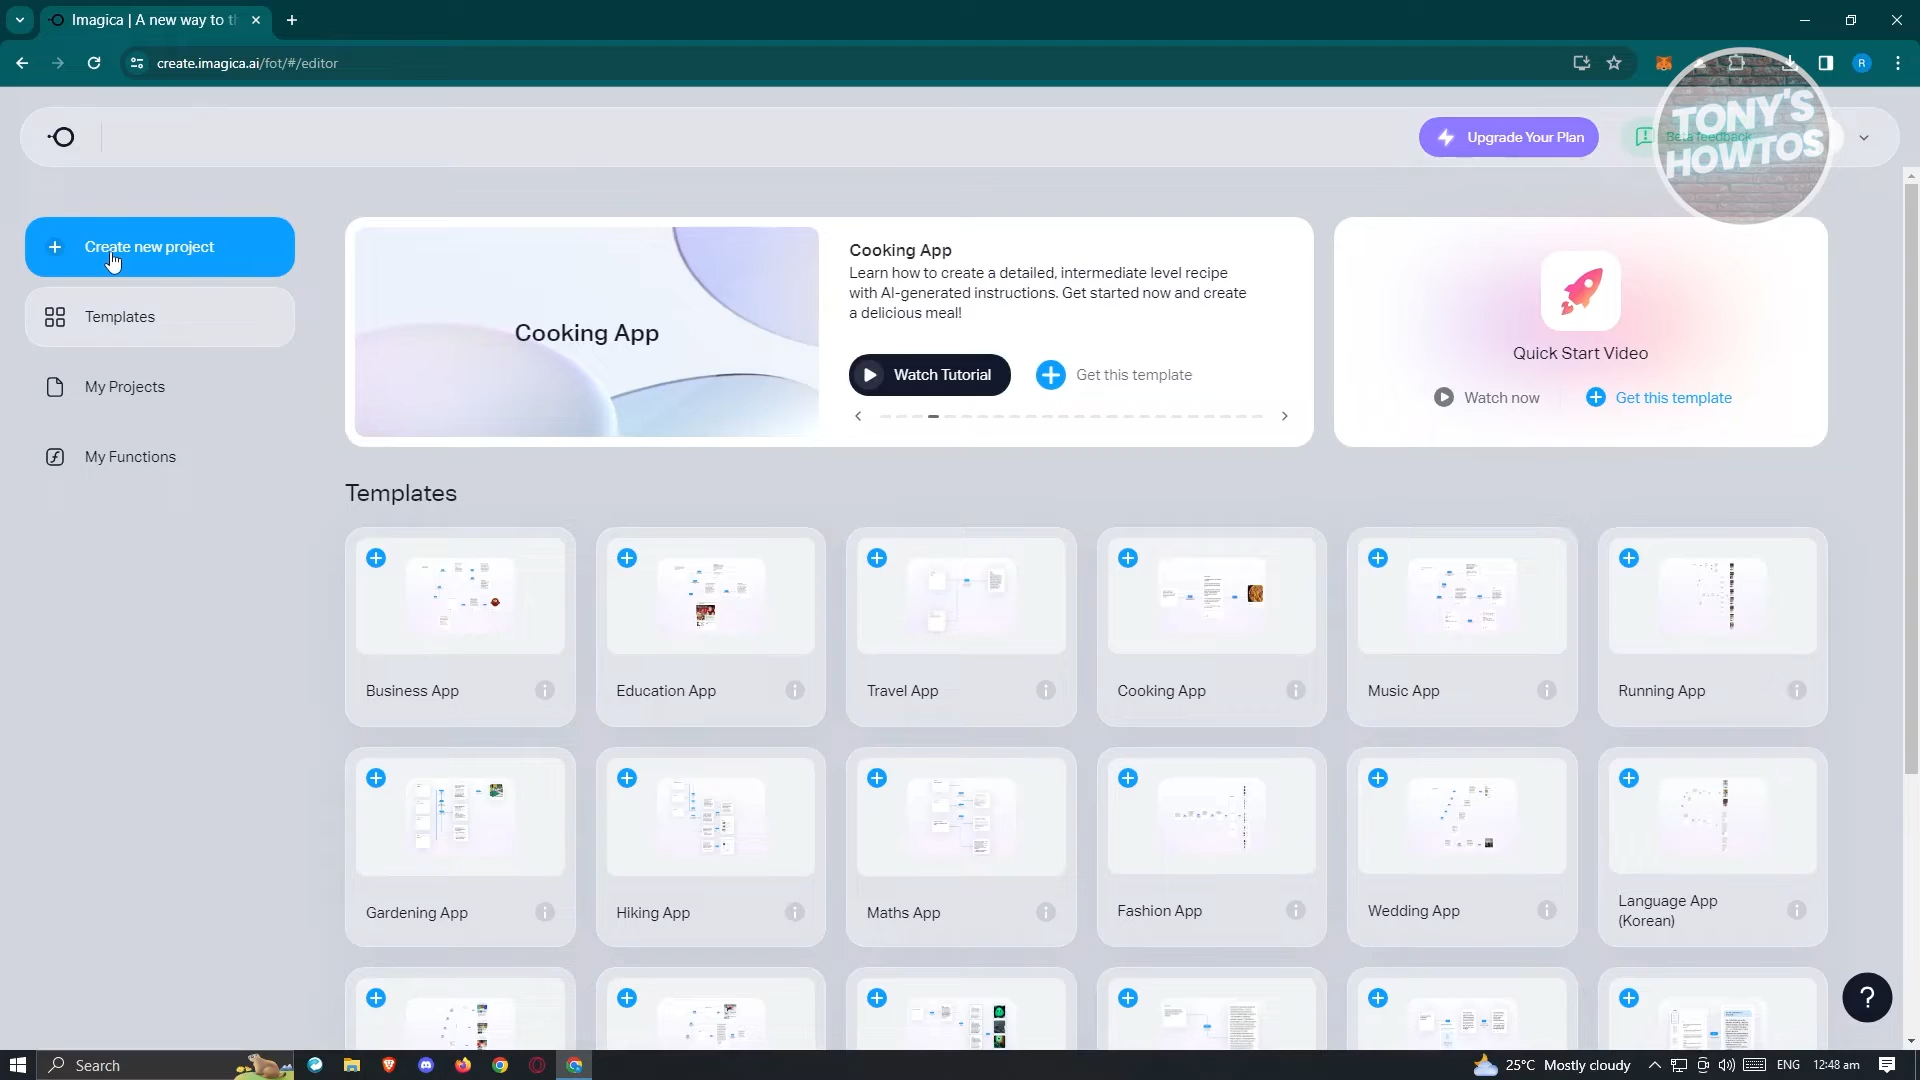 Imagica | A new way to th
create.imagica.ai/fot/#/editor
R
TONY'S
HOWTOS
Upgrade Your Plan
Beta feedback
Create new project
Templates
My Projects
My Functions
Cooking App
Cooking App
Learn how to create a detailed, intermediate level recipe
with AI-generated instructions. Get started now and create
a delicious meal!
Watch Tutorial
Get this template
Quick Start Video
Watch now
Get this template
Templates
Business App
Education App
Travel App
Cooking App
Music App
Running App
Gardening App
Hiking App
Maths App
Fashion App
Wedding App
Language App
(Korean)
?
Search
25°C Mostly cloudy
ENG
12:48 am